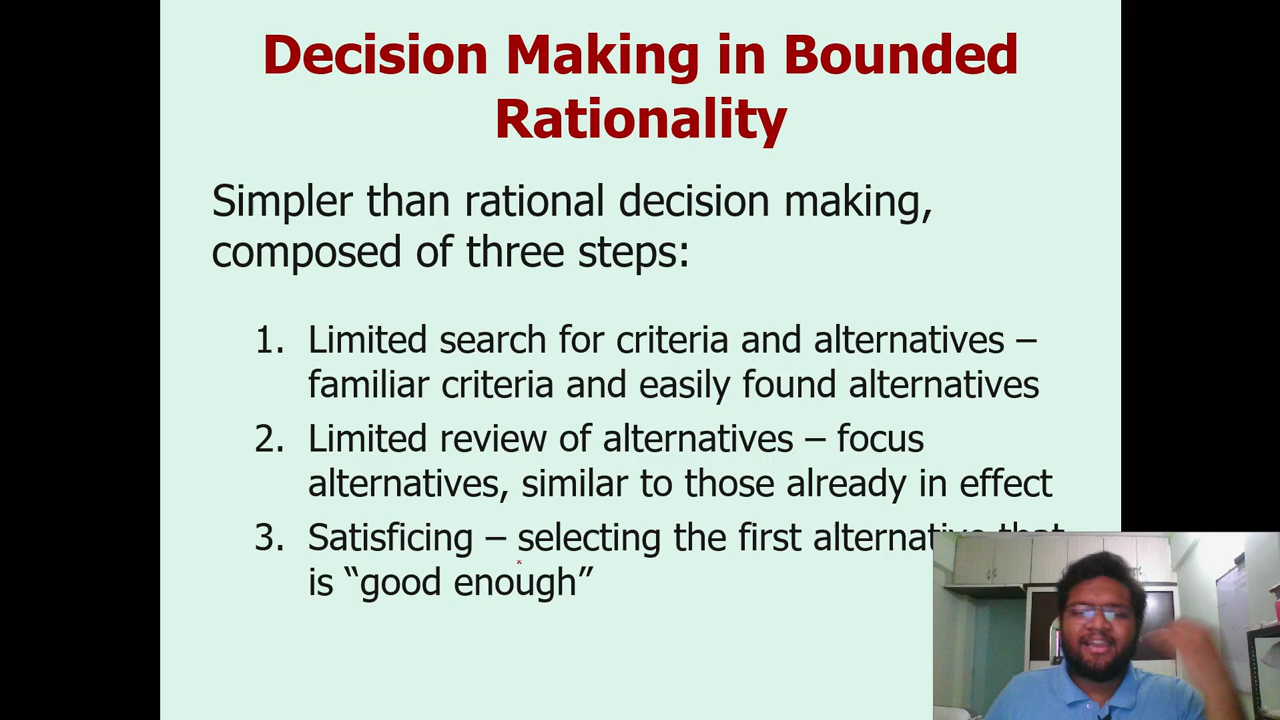 Decision Making in Bounded
Rationality
Simpler than rational decision making,
composed of three steps:
1. Limited search for criteria and alternatives –
familiar criteria and easily found alternatives
2. Limited review of alternatives – focus
alternatives, similar to those already in effect
3. Satisficing – selecting the first alternative that
is “good enough”